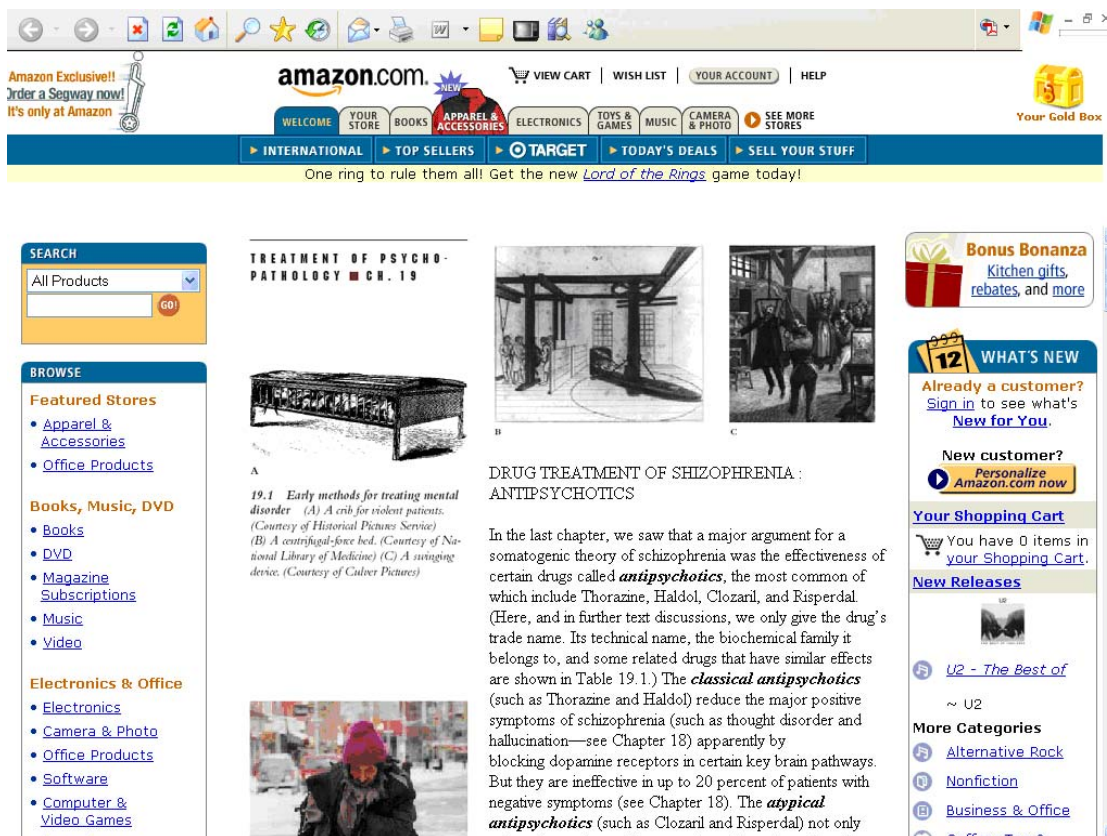 Amazon Exclusive!!
Order a Segway now!
It's only at Amazon
amazon.com.
NEW
VIEW CART | WISH LIST | YOUR ACCOUNT | HELP
Your Gold Box
WELCOME
YOUR STORE
BOOKS
APPAREL & ACCESSORIES
ELECTRONICS
TOYS & GAMES
MUSIC
CAMERA & PHOTO
SEE MORE STORES
INTERNATIONAL
TOP SELLERS
TARGET
TODAY'S DEALS
SELL YOUR STUFF
One ring to rule them all! Get the new Lord of the Rings game today!
SEARCH
All Products
GO!
BROWSE
Featured Stores
• Apparel &
Accessories
• Office Products
Books, Music, DVD
• Books
• DVD
• Magazine
Subscriptions
• Music
• Video
Electronics & Office
• Electronics
• Camera & Photo
• Office Products
• Software
• Computer &
Video Games
TREATMENT OF PSYCHO-
PATHOLOGY ■ CH. 19
A
19.1 Early methods for treating mental
disorder (A) A crib for violent patients.
(Courtesy of Historical Pictures Service)
(B) A centrifugal-force bed. (Courtesy of Na-
tional Library of Medicine) (C) A swinging
device. (Courtesy of Culver Pictures)
B
C
DRUG TREATMENT OF SHIZOPHRENIA :
ANTIPSYCHOTICS
In the last chapter, we saw that a major argument for a
somatogenic theory of schizophrenia was the effectiveness of
certain drugs called antipsychotics, the most common of
which include Thorazine, Haldol, Clozaril, and Risperdal.
(Here, and in further text discussions, we only give the drug's
trade name. Its technical name, the biochemical family it
belongs to, and some related drugs that have similar effects
are shown in Table 19.1.) The classical antipsychotics
(such as Thorazine and Haldol) reduce the major positive
symptoms of schizophrenia (such as thought disorder and
hallucination—see Chapter 18) apparently by
blocking dopamine receptors in certain key brain pathways.
But they are ineffective in up to 20 percent of patients with
negative symptoms (see Chapter 18). The atypical
antipsychotics (such as Clozaril and Risperdal) not only
Bonus Bonanza
Kitchen gifts,
rebates, and more
12
WHAT'S NEW
Already a customer?
Sign in to see what's
New for You.
New customer?
Personalize
Amazon.com now
Your Shopping Cart
You have 0 items in
your Shopping Cart.
New Releases
U2
U2 - The Best of
~ U2
More Categories
Alternative Rock
Nonfiction
Business & Office